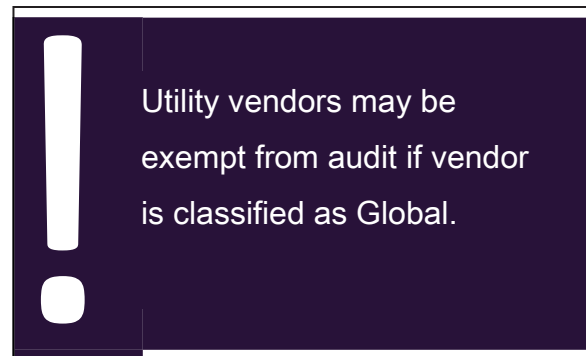 !
Utility vendors may be
exempt from audit if vendor
is classified as Global.